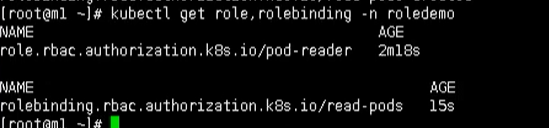 [root@m1 ~]# kubectl get role,rolebinding -n roledemo
NAME AGE
role.rbac.authorization.k8s.io/pod-reader 2m18s
NAME AGE
rolebinding.rbac.authorization.k8s.io/read-pods 15s
[root@m1 ~]#